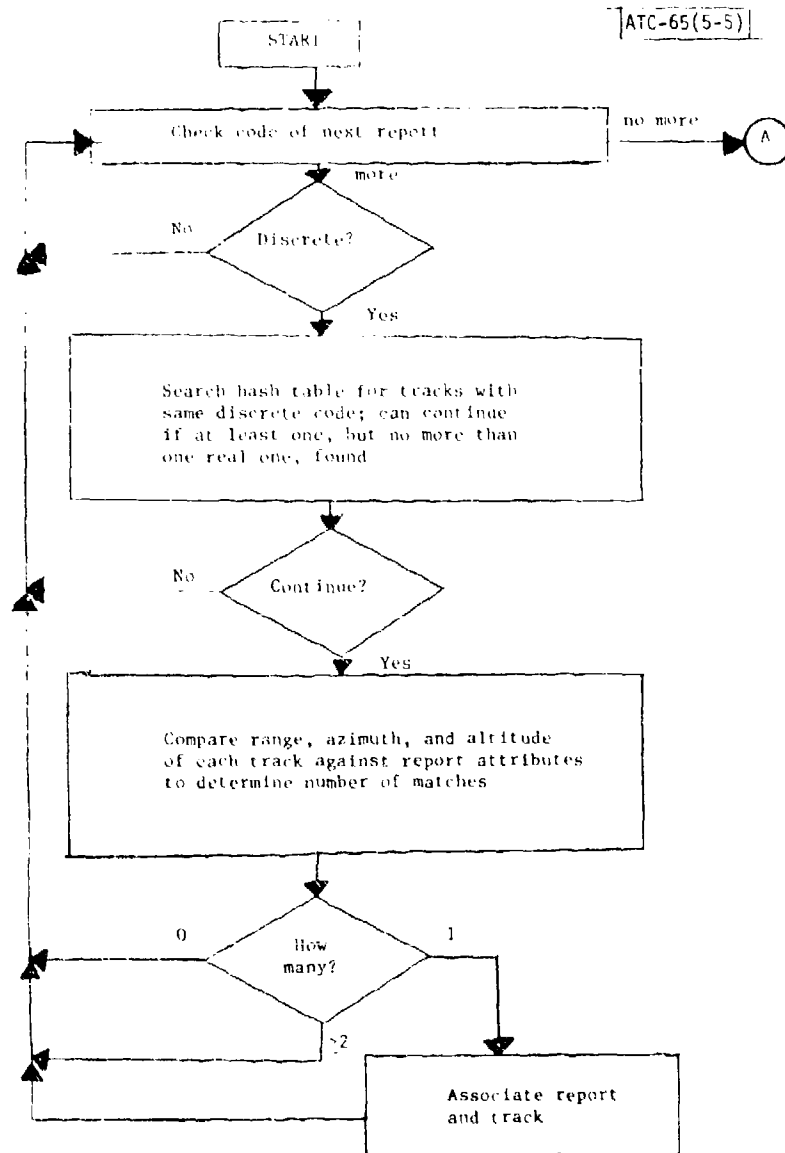 ATC-65(5-5)
START
Check code of next report
no more
A
more
No
Discrete?
Yes
Search hash table for tracks with
same discrete code; can continue
if at least one, but no more than
one real one, found
No
Continue?
Yes
Compare range, azimuth, and altitude
of each track against report attributes
to determine number of matches
0
How
many?
1
≥2
Associate report
and track